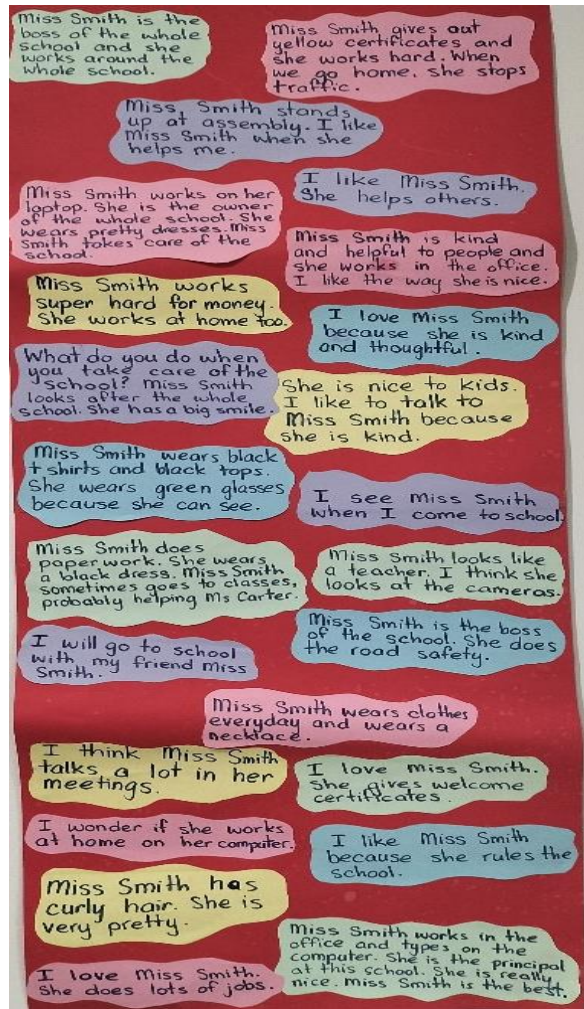 Miss Smith is the
boss of the whole
school and she
works around the
whole school.
Miss Smith gives out
yellow certificates and
she works hard. When
we go home, she stops
traffic.
Miss, Smith stands
up at assembly. I like
Miss Smith when she
helps me.
I like Miss Smith.
She helps others.
Miss Smith works on her
laptop. She is the owner
of the whole school. She
wears pretty dresses. Miss
Smith takes care of the
school.
Miss Smith is kind
and helpful to people and
she works in the office.
I like the way she is nice.
Miss Smith works
super hard for money.
She works at home too.
I love Miss Smith
because she is kind
and thoughtful.
What do you do when
you take care of the
school? Miss Smith
looks after the whole
school. She has a big smile.
She is nice to kids.
I like to talk to
Miss Smith because
she is kind.
Miss Smith wears black
t shirts and black tops.
She wears green glasses
because she can see.
I see Miss Smith
when I come to school
Miss Smith does
paper work. She wears
a black dress. Miss Smith
sometimes goes to classes,
probably helping Ms Carter.
Miss Smith looks like
a teacher. I think she
looks at the cameras.
I will go to school
with my friend Miss
Smith.
Miss Smith is the boss
of the school. She does
the road safety.
Miss Smith wears clothes
everyday and wears a
necklace.
I think Miss Smith
talks a lot in her
meetings.
I love Miss Smith.
She gives welcome
certificates.
I wonder if she works
at home on her computer.
I like Miss Smith
because she rules the
school.
Miss Smith has
curly hair. She is
very pretty.
Miss Smith works in the
office and types on the
computer. She is the principal
at this school. She is really
nice. Miss Smith is the best.
I love Miss Smith.
She does lots of jobs.